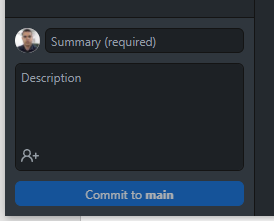 Summary (required)
Description
Commit to main